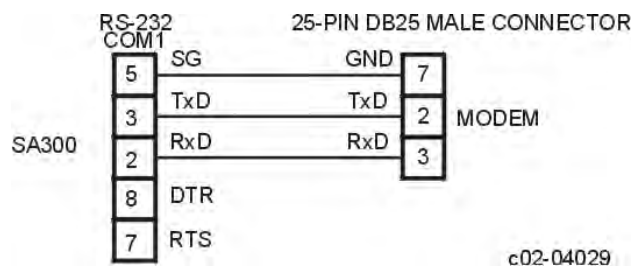 RS-232
COM1
25-PIN DB25 MALE CONNECTOR
5 SG GND 7
3 TxD TxD 2 MODEM
SA300
2 RxD RxD 3
8 DTR
7 RTS
c02-04029